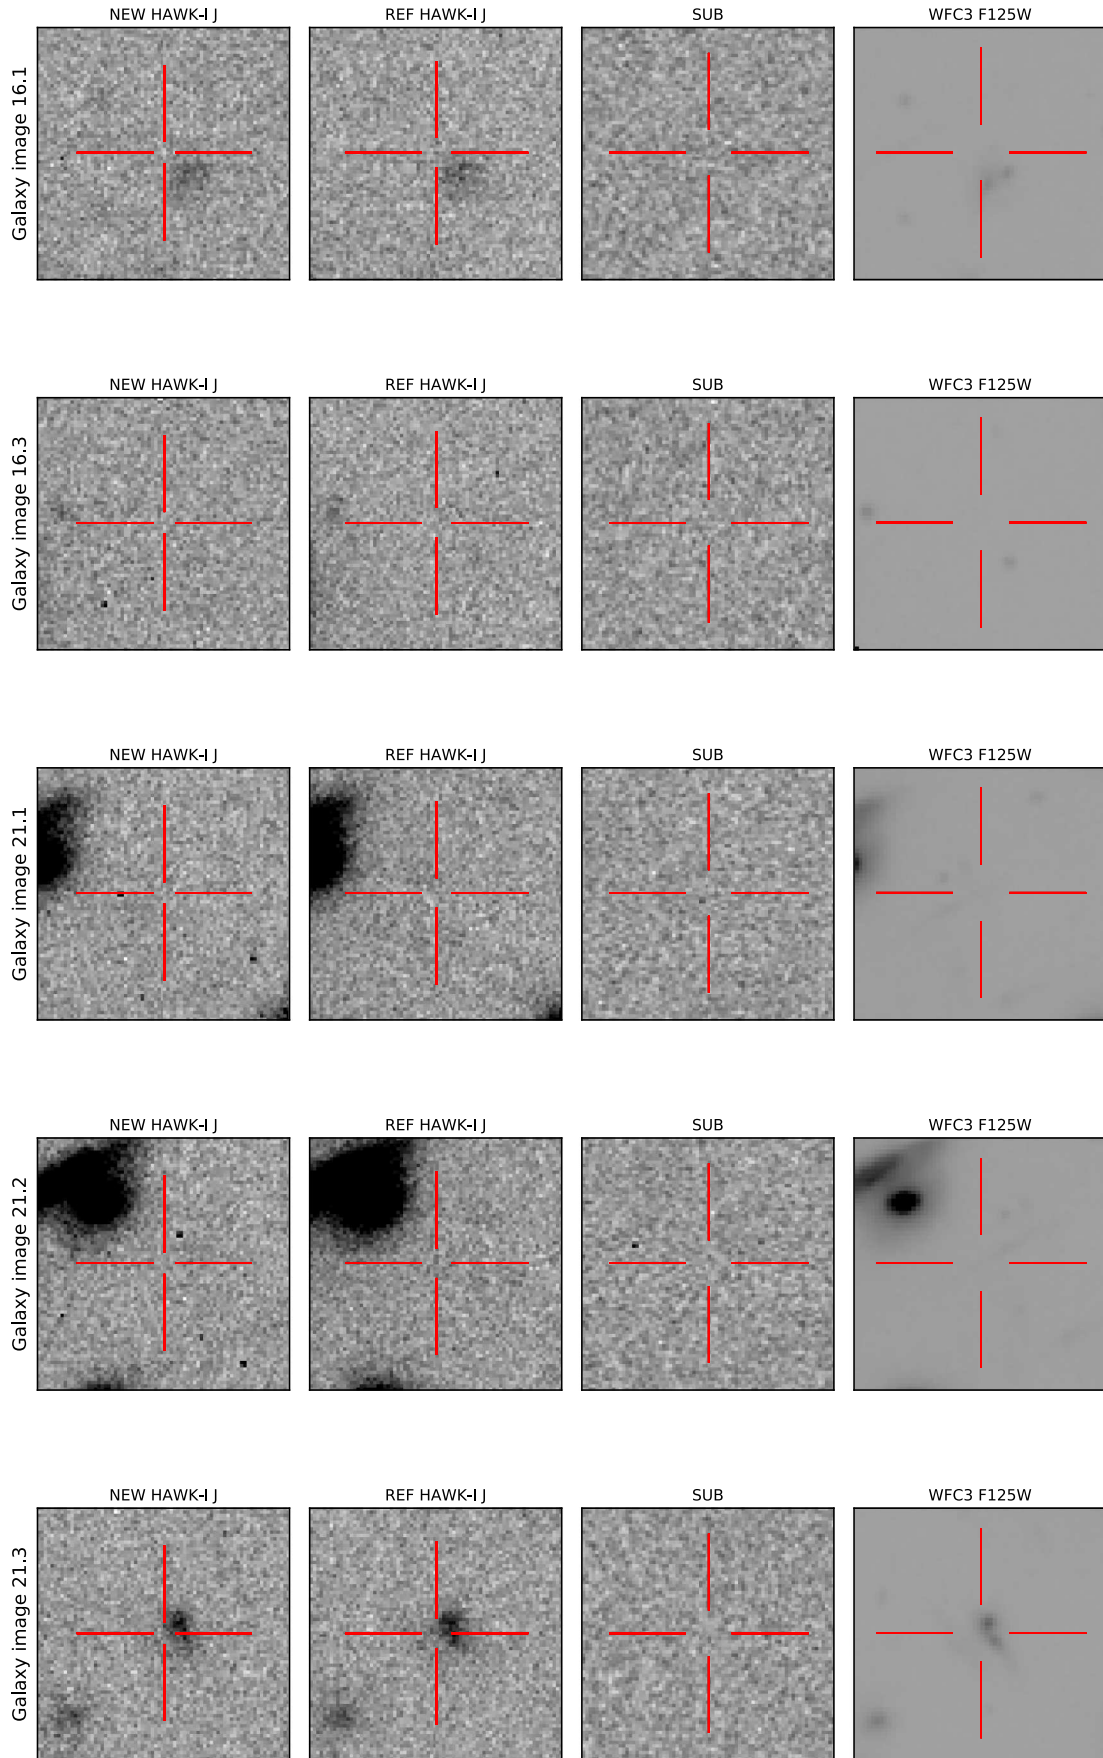 NEW HAWK-I J REF HAWK-I J SUB WFC3 F125W
Galaxy image 16.1
NEW HAWK-I J REF HAWK-I J SUB WFC3 F125W
Galaxy image 16.3
NEW HAWK-I J REF HAWK-I J SUB WFC3 F125W
Galaxy image 21.1
NEW HAWK-I J REF HAWK-I J SUB WFC3 F125W
Galaxy image 21.2
NEW HAWK-I J REF HAWK-I J SUB WFC3 F125W
Galaxy image 21.3